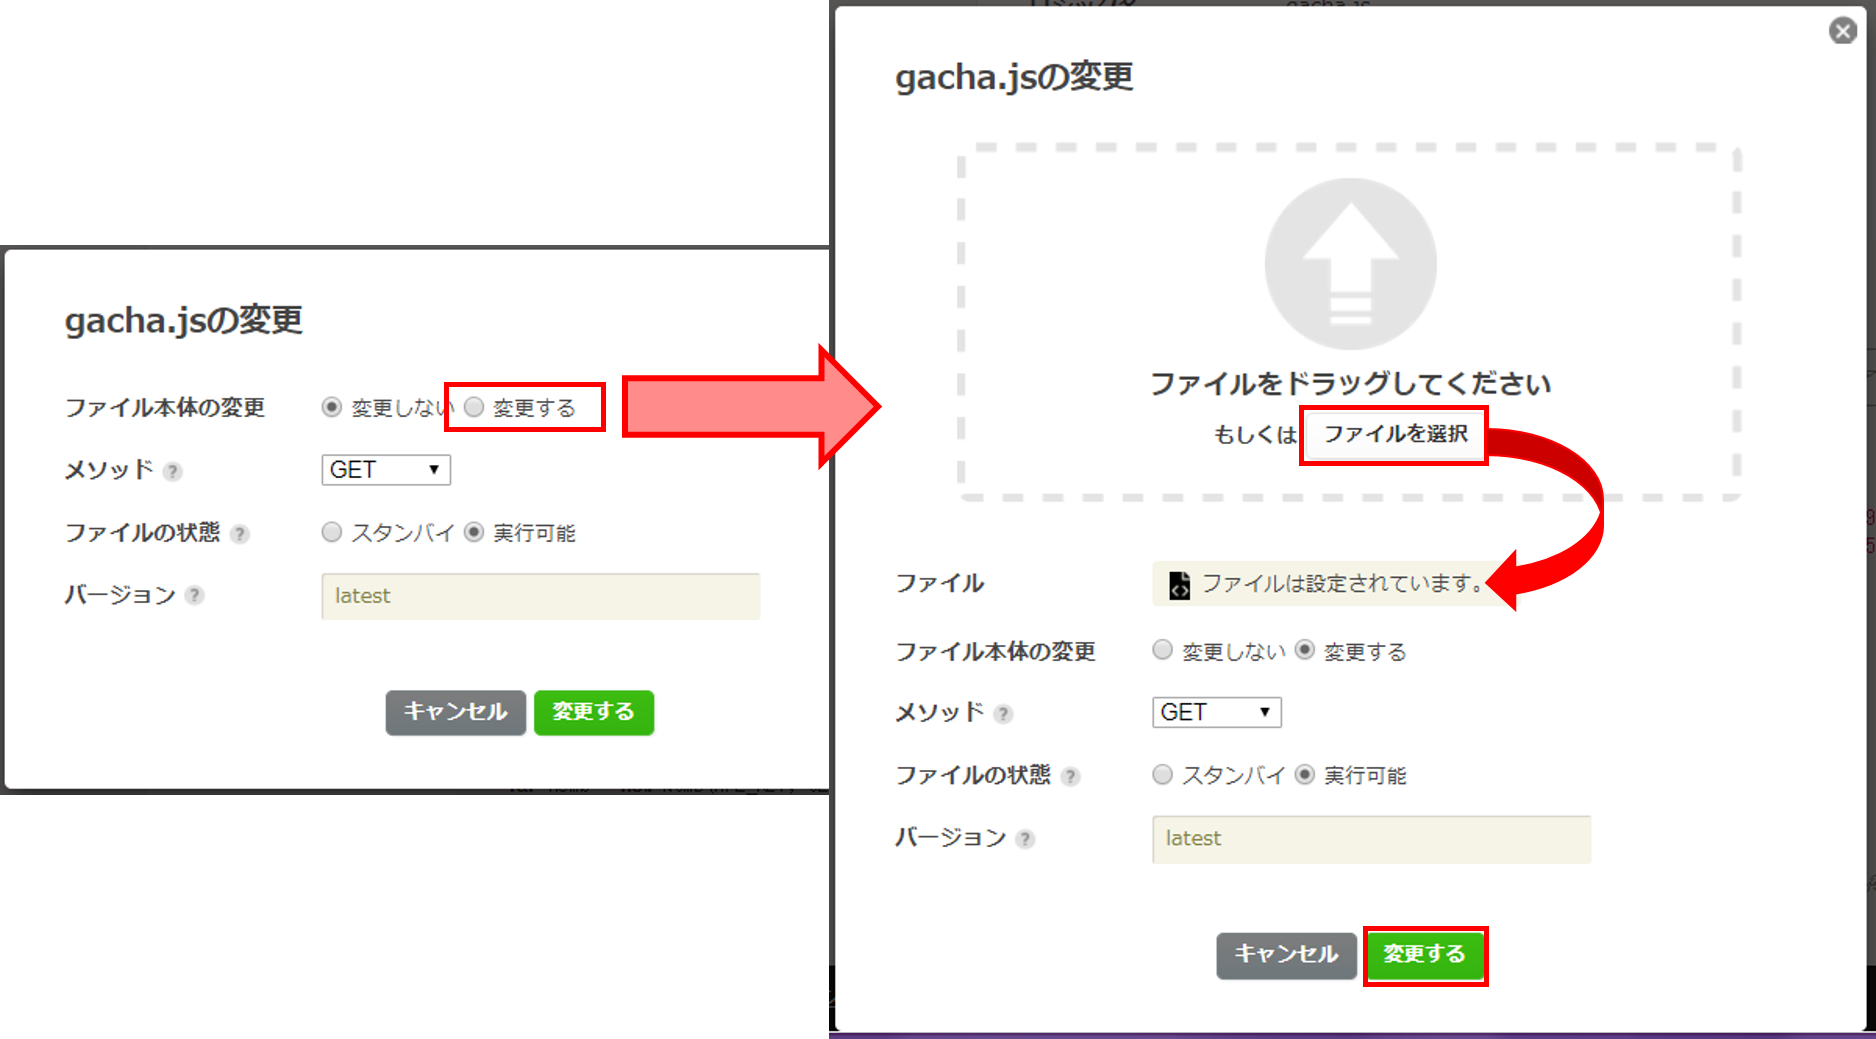 gacha.jsの変更
ファイル本体の変更 変更しない 変更する
メソッド ? GET ▼
ファイルの状態 ? スタンバイ 実行可能
バージョン ? latest
キャンセル 変更する
gacha.js
gacha.jsの変更
ファイルをドラッグしてください
もしくは ファイルを選択
ファイル ファイルは設定されています。
ファイル本体の変更 変更しない 変更する
メソッド ? GET ▼
ファイルの状態 ? スタンバイ 実行可能
バージョン ? latest
キャンセル 変更する